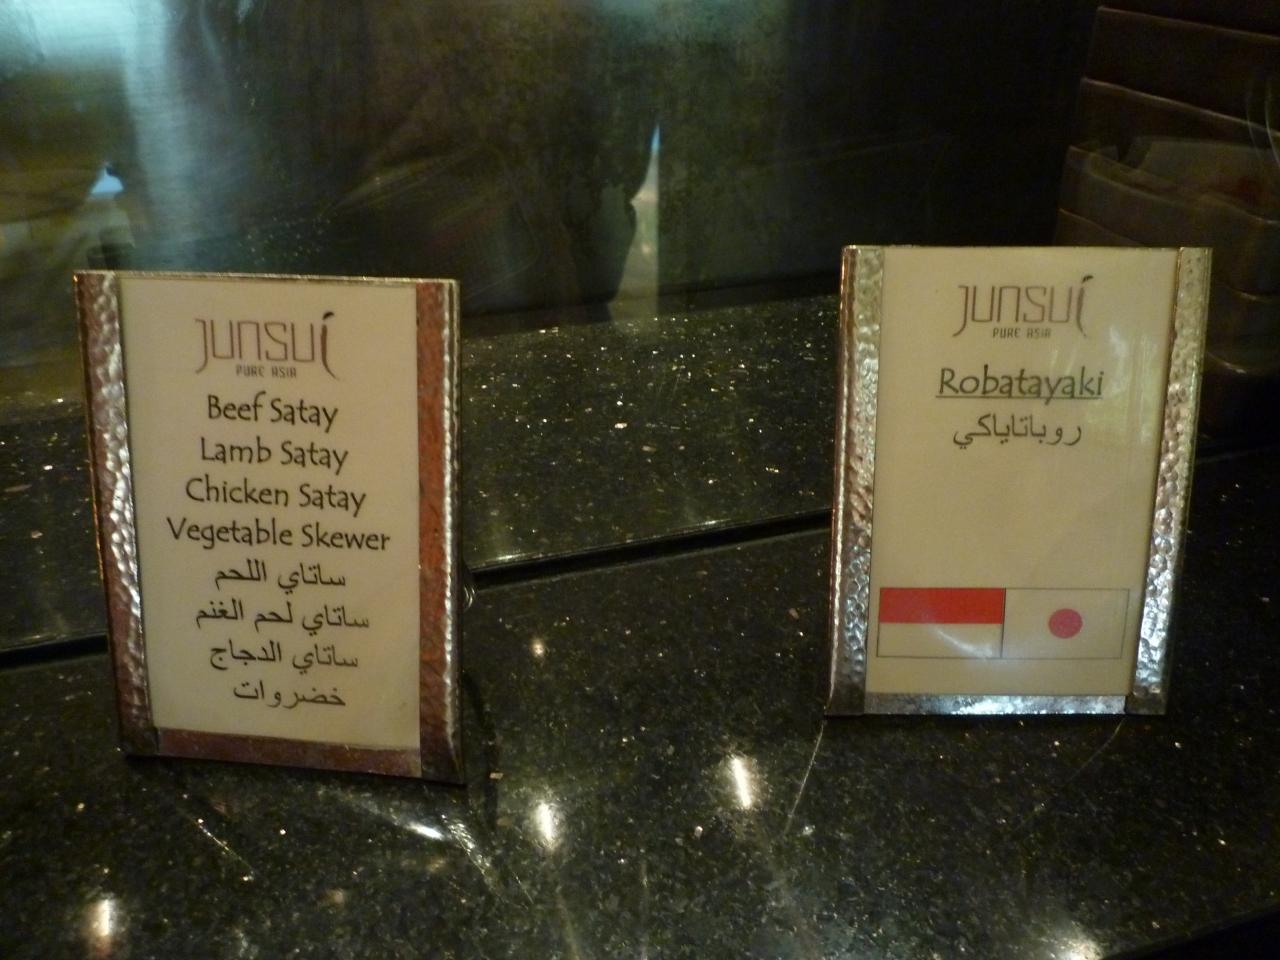 JUNSUI
PURE ASIA
Beef Satay
Lamb Satay
Chicken Satay
Vegetable Skewer
ساتاي اللحم
ساتاي لحم الغنم
ساتاي الدجاج
خضروات
JUNSUI
PURE ASIA
Robatayaki
روباتاياكي